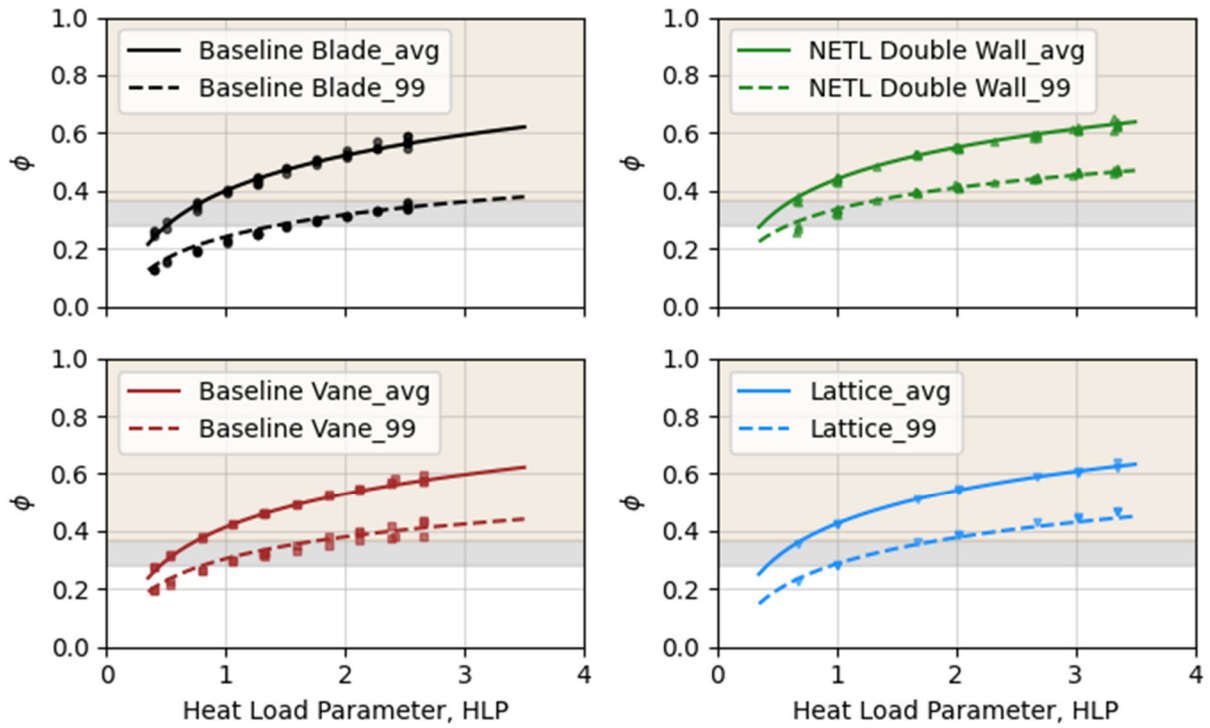 1.0
0.8
0.6
0.4
0.2
0.0
ϕ
Baseline Blade_avg
Baseline Blade_99
1.0
0.8
0.6
0.4
0.2
0.0
ϕ
NETL Double Wall_avg
NETL Double Wall_99
1.0
0.8
0.6
0.4
0.2
0.0
ϕ
Baseline Vane_avg
Baseline Vane_99
0 1 2 3 4
Heat Load Parameter, HLP
1.0
0.8
0.6
0.4
0.2
0.0
ϕ
Lattice_avg
Lattice_99
0 1 2 3 4
Heat Load Parameter, HLP